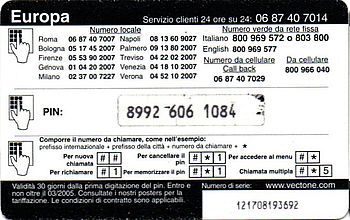 Europa Servizio clienti 24 ore su 24: 06 87 40 7014
Numero locale Numero verde da rete fissa
Roma 06 87 40 7007 Napoli 08 13 60 9027 Italiano 800 969 572 o 803 800
Bologna 05 17 45 2007 Palermo 09 13 80 2007 English 800 969 577
Firenze 05 53 90 2007 Treviso 04 22 02 2007 Numero da cellulare
Genova 01 04 20 2007 Venezia 04 12 52 2007 Call back Da cellulare
Milano 02 37 00 7227 Verona 04 52 10 2007 06 87 40 7029 800 966 040
PIN: 8992 606 1084
Comporre il numero da chiamare, come nell'esempio:
prefisso internazionale + prefisso della città + il numero da chiamare.
Per nuova chiamata ## Per cancellare il pin #*1 Per accedere al menu #*
Per richiamare #1 Per memorizzare il pin #*1 Chiamata multipla #*5
Validità 30 giorni dalla prima digitazione del pin. Entro e non oltre il 03/2005. Consultate i nostri posters per la tariffazione. Le condizioni di contratto sono applicabili.
Numero di serie: www.vectone.com
121708193692